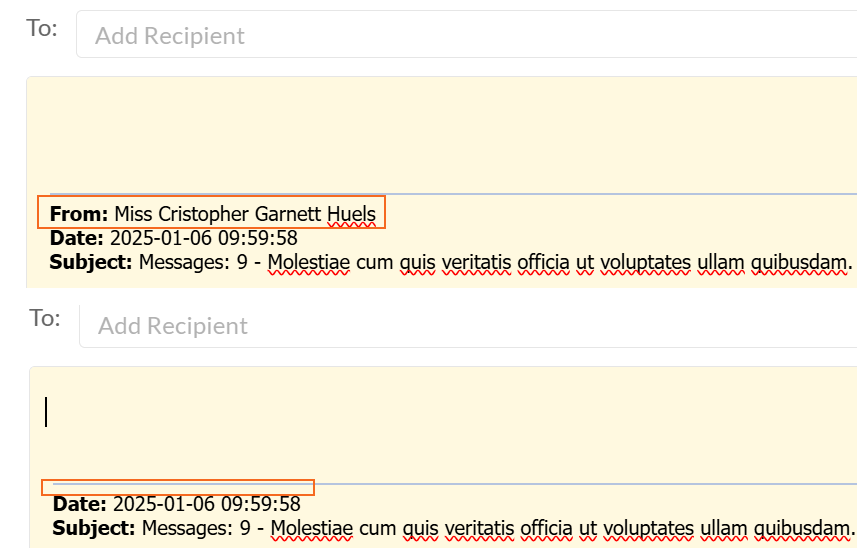 To:
Add Recipient
From: Miss Cristopher Garnett Huels
Date: 2025-01-06 09:59:58
Subject: Messages: 9 - Molestiae cum quis veritatis officia ut voluptates ullam quibusdam.
To:
Add Recipient
Date: 2025-01-06 09:59:58
Subject: Messages: 9 - Molestiae cum quis veritatis officia ut voluptates ullam quibusdam.